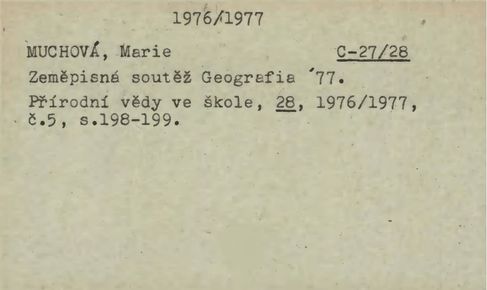 1976/1977
MUCHOVÁ, Marie C-27/28
Zeměpisná soutěž Geografia ´77.
Přírodní vědy ve škole, 28, 1976/1977,
č.5, s.198-199.